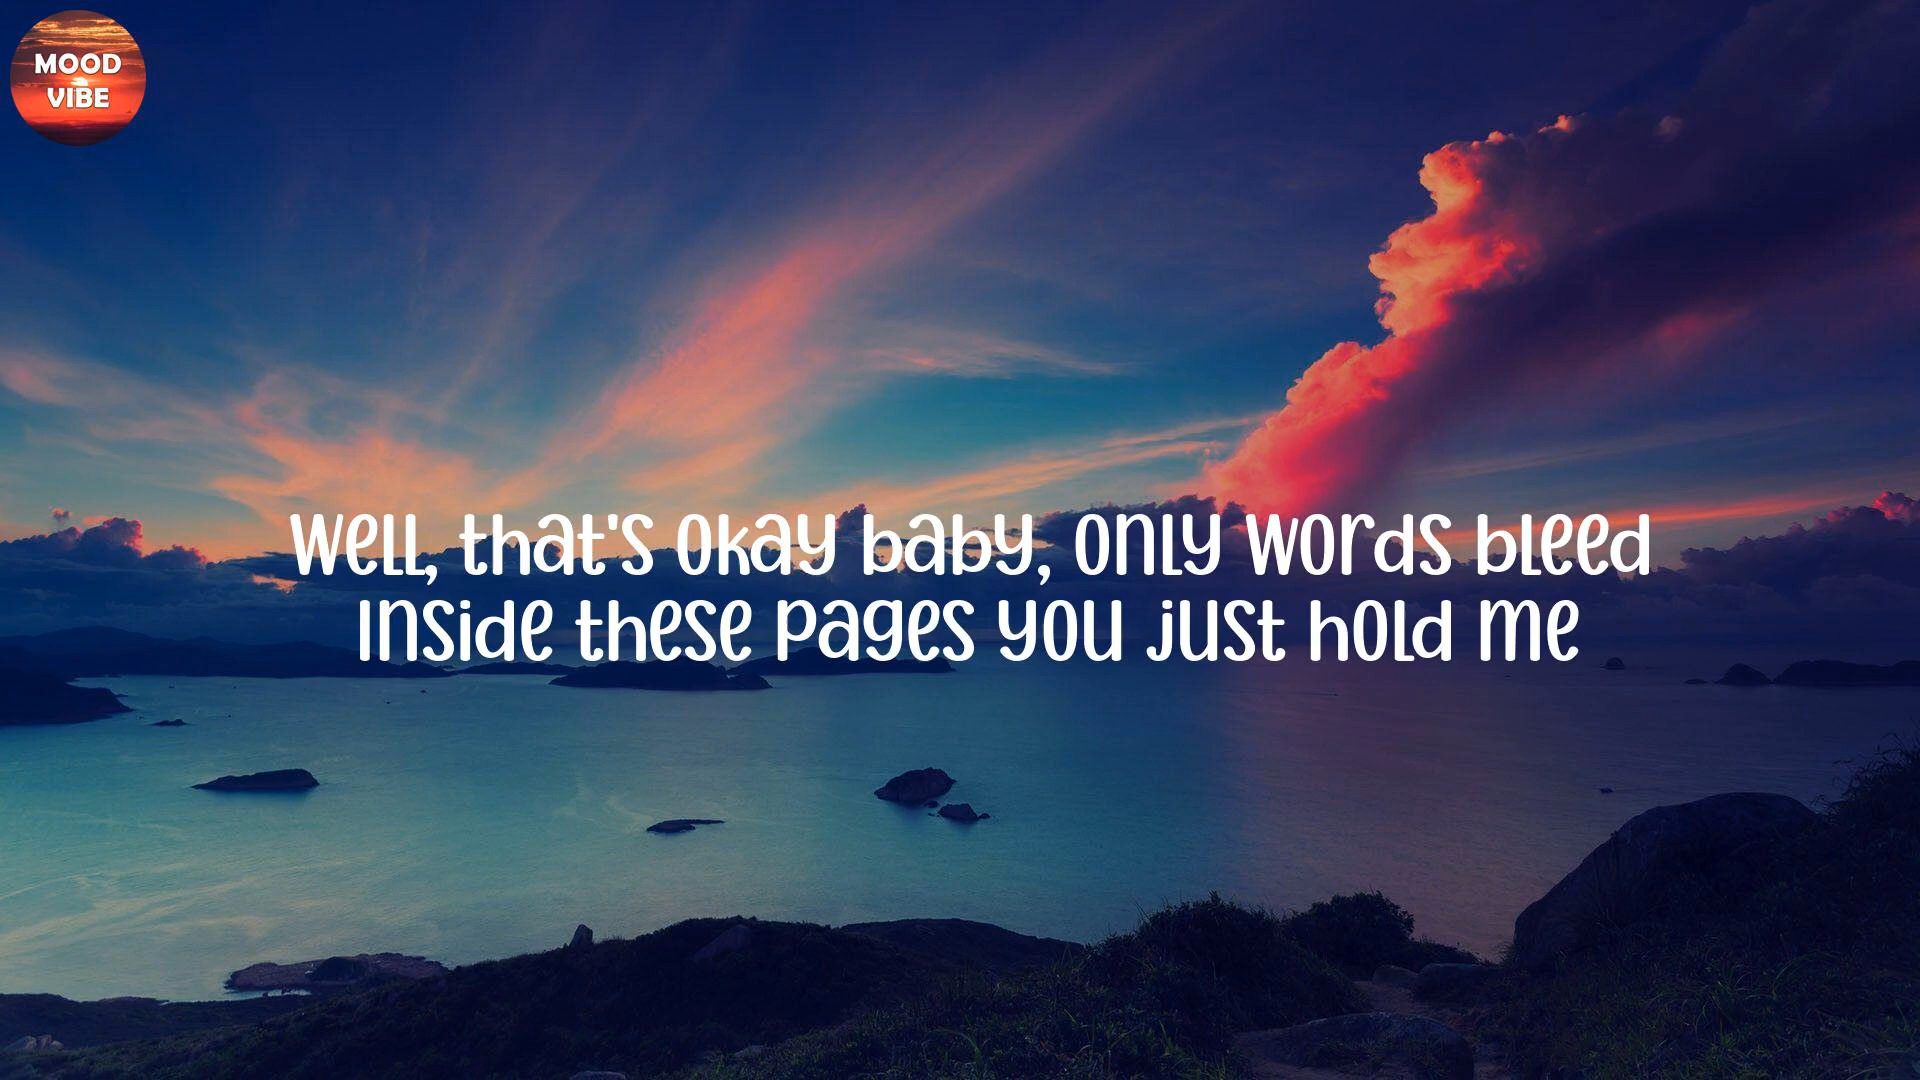 MOOD
VIBE
Well, that's okay baby, only words bleed
Inside these pages you just hold me